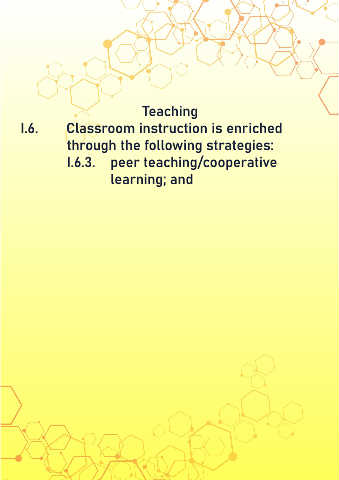 Teaching
I.6. Classroom instruction is enriched
through the following strategies:
I.6.3. peer teaching/cooperative
learning; and